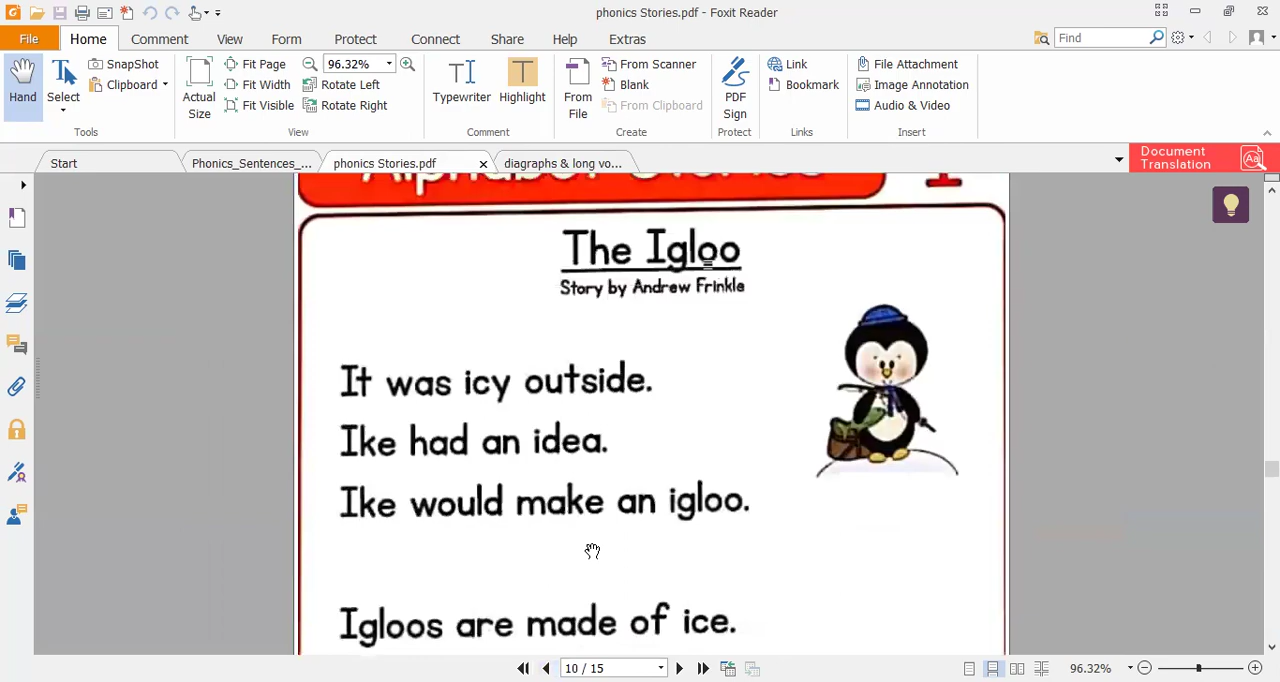 phonics Stories.pdf - Foxit Reader
File Home Comment View Form Protect Connect Share Help Extras
Find
Hand
Select
SnapShot
Clipboard
Tools
Actual Size
Fit Page
Fit Width
Fit Visible
96.32%
Rotate Left
Rotate Right
View
Typewriter
Highlight
Comment
From File
From Scanner
Blank
From Clipboard
Create
PDF Sign
Protect
Link
Bookmark
Links
File Attachment
Image Annotation
Audio & Video
Insert
Start
Phonics_Sentences_...
phonics Stories.pdf
diagraphs & long vo...
Document
Translation
Aa
Alphabet Stories
The Igloo
Story by Andrew Frinkle
It was icy outside.
Ike had an idea.
Ike would make an igloo.
Igloos are made of ice.
10 / 15
96.32%